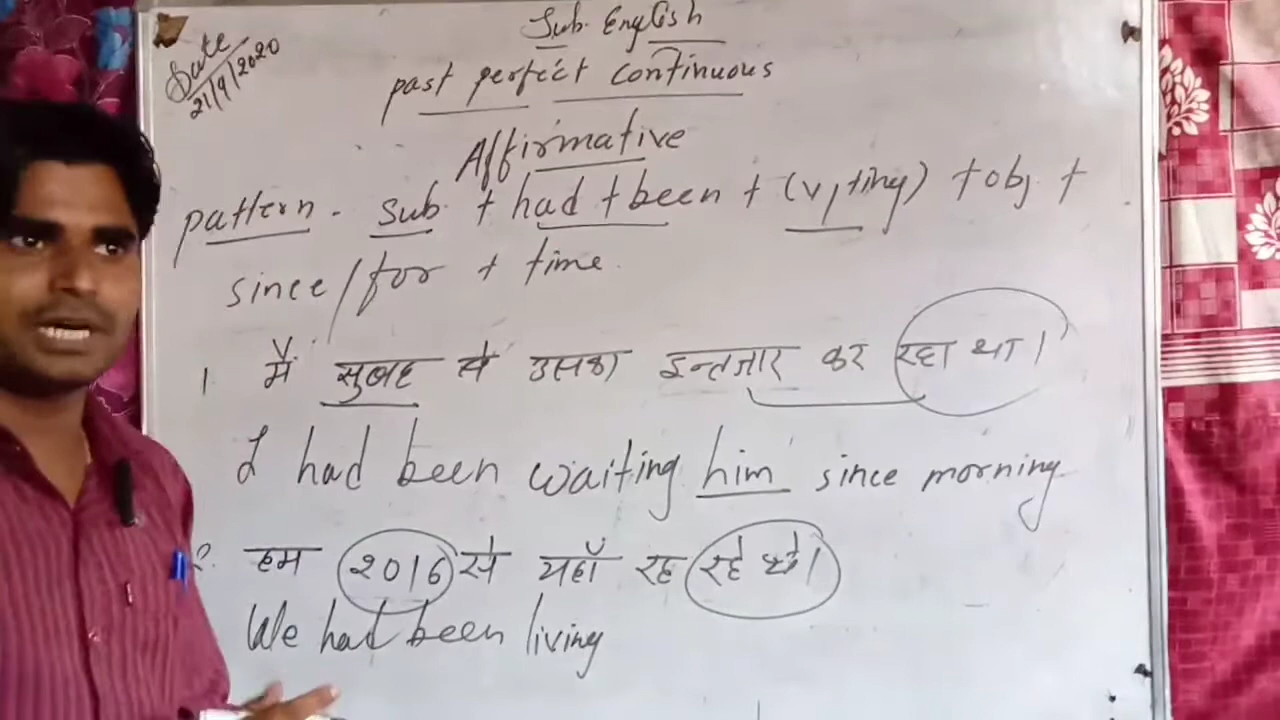 Sub. English
Date
21/9/2020
past perfect continuous
Affirmative
pattern - sub + had + been + (v1+ing) + obj +
since/for + time.
1 मैं सुबह से उसका इन्तजार कर रहा था।
I had been waiting him since morning
2. हम 2016 से यहाँ रह रहे थे।
We had been living